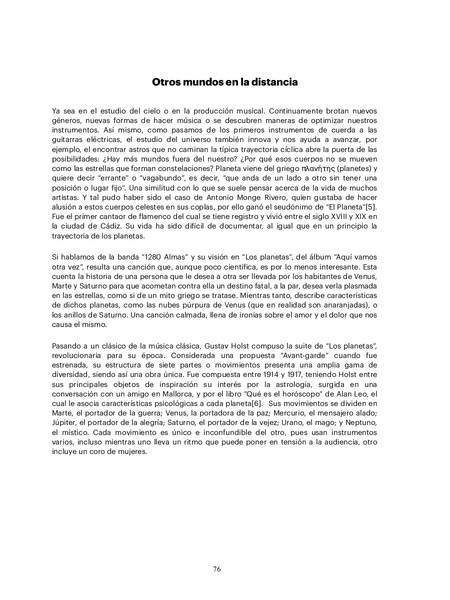 Otros mundos en la distancia
Ya sea en el estudio del cielo o en la producción musical. Continuamente brotan nuevos
géneros, nuevas formas de hacer música o se descubren maneras de optimizar nuestros
instrumentos. Así mismo, como pasamos de los primeros instrumentos de cuerda a las
guitarras eléctricas, el estudio del universo también innova y nos ayuda a avanzar, por
ejemplo, el encontrar astros que no caminan la típica trayectoria cíclica abre la puerta de las
posibilidades: ¿Hay más mundos fuera del nuestro? ¿Por qué esos cuerpos no se mueven
como las estrellas que forman constelaciones? Planeta viene del griego πλανήτης (planetes) y
quiere decir "errante" o "vagabundo", es decir, "que anda de un lado a otro sin tener una
posición o lugar fijo". Una similitud con lo que se suele pensar acerca de la vida de muchos
artistas. Y tal pudo haber sido el caso de Antonio Monge Rivero, quien gustaba de hacer
alusión a estos cuerpos celestes en sus coplas, por ello ganó el seudónimo de "El Planeta"[5].
Fue el primer cantaor de flamenco del cual se tiene registro y vivió entre el siglo XVIII y XIX en
la ciudad de Cádiz. Su vida ha sido difícil de documentar, al igual que en un principio la
trayectoria de los planetas.
Si hablamos de la banda "1280 Almas" y su visión en "Los planetas", del álbum "Aquí vamos
otra vez", resulta una canción que, aunque poco científica, es por lo menos interesante. Esta
cuenta la historia de una persona que le desea a otra ser llevada por los habitantes de Venus,
Marte y Saturno para que acometan contra ella un destino fatal, a la par, desea verla plasmada
en las estrellas, como si de un mito griego se tratase. Mientras tanto, describe características
de dichos planetas, como las nubes púrpura de Venus (que en realidad son anaranjadas), o
los anillos de Saturno. Una canción calmada, llena de ironías sobre el amor y el dolor que nos
causa el mismo.
Pasando a un clásico de la música clásica, Gustav Holst compuso la suite de "Los planetas",
revolucionaria para su época. Considerada una propuesta "Avant-garde" cuando fue
estrenada, su estructura de siete partes o movimientos presenta una amplia gama de
diversidad, siendo así una obra única. Fue compuesta entre 1914 y 1917, teniendo Holst entre
sus principales objetos de inspiración su interés por la astrología, surgida en una
conversación con un amigo en Mallorca, y por el libro "Qué es el horóscopo" de Alan Leo, el
cual le asocia características psicológicas a cada planeta[6]. Sus movimientos se dividen en
Marte, el portador de la guerra; Venus, la portadora de la paz; Mercurio, el mensajero alado;
Júpiter, el portador de la alegría; Saturno, el portador de la vejez; Urano, el mago; y Neptuno,
el místico. Cada movimiento es único e inconfundible del otro, pues usan instrumentos
varios, incluso mientras uno lleva un ritmo que puede poner en tensión a la audiencia, otro
incluye un coro de mujeres.
76